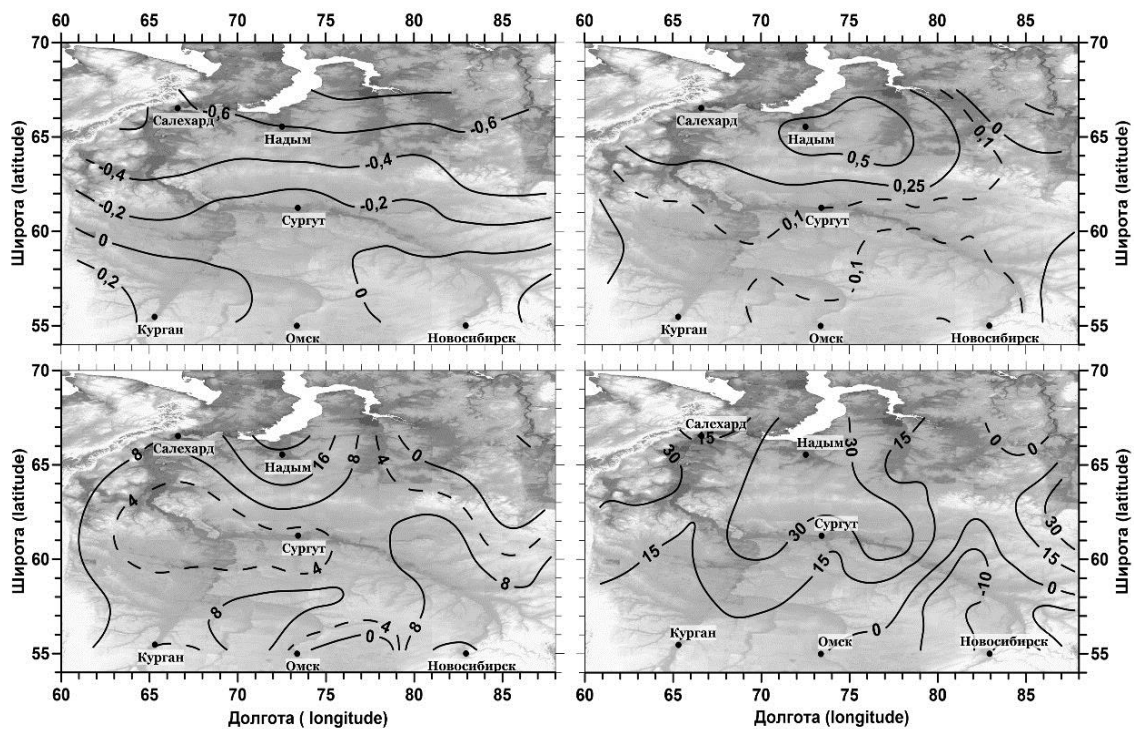 60 65 70 75 80 85
60 65 70 75 80 85
70
65
60
55
Широта (latitude)
-0,6
Салехард
Надым
-0,6
-0,4
-0,4
-0,2
-0,2
Сургут
0
0,2
0
Курган
Омск
Новосибирск
70
65
60
55
Широта (latitude)
Салехард
Надым
0,5
0,1
0
0,25
0,1
Сургут
0,1
Курган
Омск
Новосибирск
70
65
60
55
Широта (latitude)
Салехард
Надым
8
16
8
4
0
4
Сургут
4
8
8
4
0
8
Курган
Омск
Новосибирск
60 65 70 75 80 85
Долгота ( longitude)
70
65
60
55
Широта (latitude)
Салехард
15
30
Надым
30
15
0
0
30
Сургут
30
15
15
15
0
-10
0
Курган
Омск
Новосибирск
60 65 70 75 80 85
Долгота (longitude)